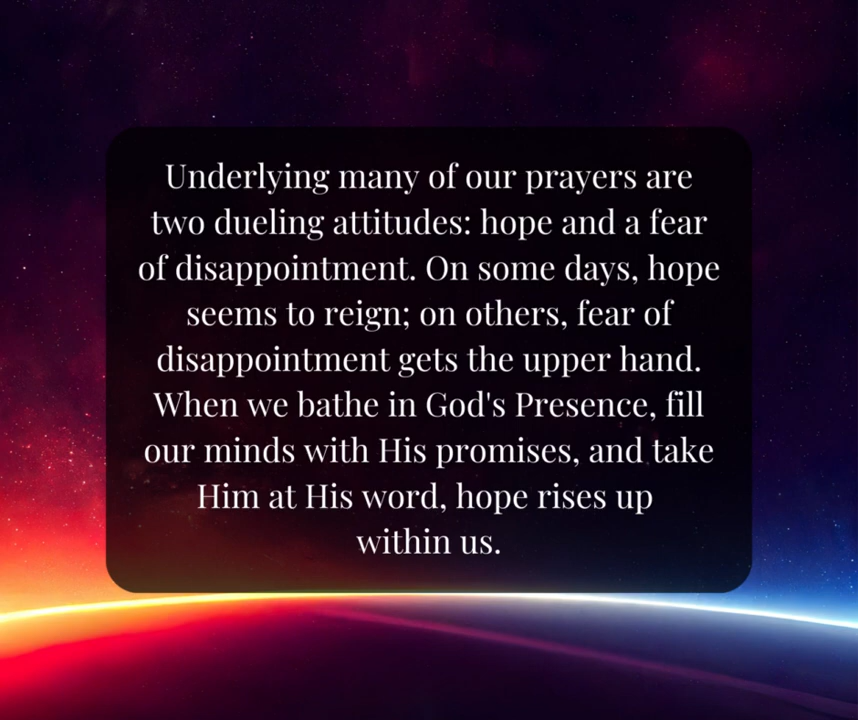 Underlying many of our prayers are
two dueling attitudes: hope and a fear
of disappointment. On some days, hope
seems to reign; on others, fear of
disappointment gets the upper hand.
When we bathe in God's Presence, fill
our minds with His promises, and take
Him at His word, hope rises up
within us.